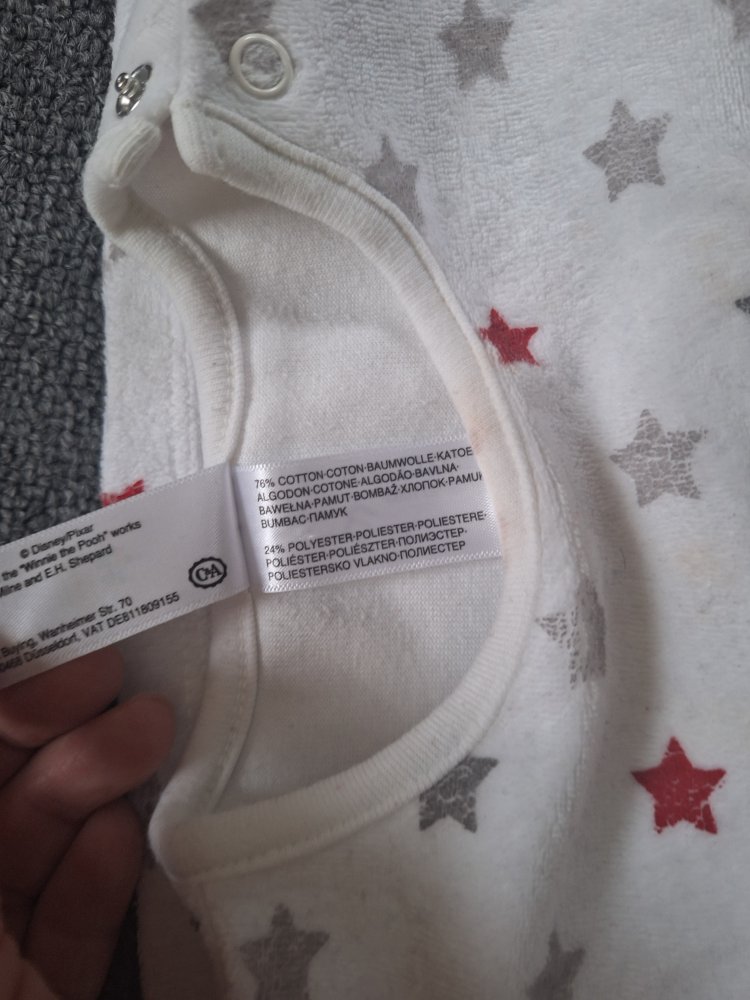 © Disney/Pixar
the "Winnie the Pooh" works
Milne and E.H. Shepard
C&A
Buying, Wanheimer Str. 70
Düsseldorf, VAT DE811809155
76% COTTON·COTON·BAUMWOLLE·KATOE
ALGODON·COTONE·ALGODÃO·BAVLNA·
BAWEŁNA·PAMUT·BOMBAŽ·ХЛОПОК·PAMUK
BUMBAC·ПАМУК
24% POLYESTER·POLIESTER·POLIESTERE·
POLIÉSTER·POLIÉSZTER·ПОЛИЭСТЕР·
POLIESTERSKO VLAKNO·ПОЛИЕСТЕР